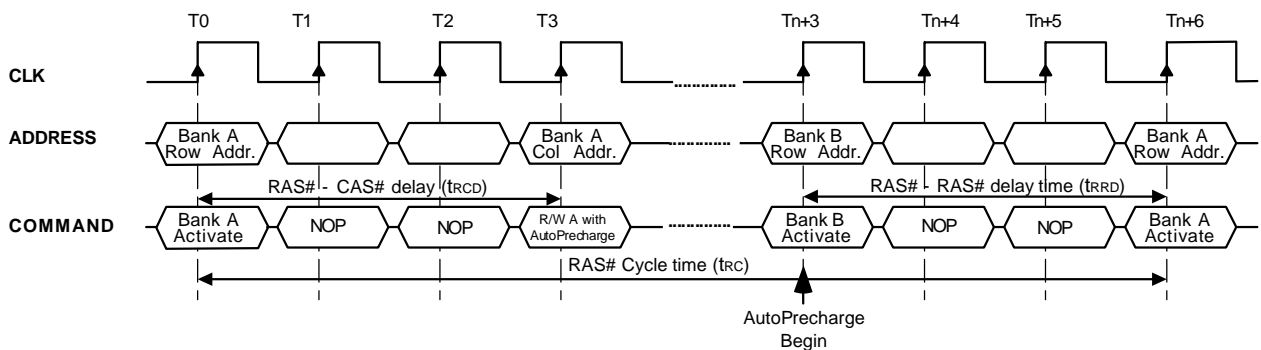 T0 T1 T2 T3 Tn+3 Tn+4 Tn+5 Tn+6
CLK
ADDRESS
Bank A
Row Addr.
Bank A
Col Addr.
Bank B
Row Addr.
Bank A
Row Addr.
RAS# - CAS# delay (tRCD)
RAS# - RAS# delay time (tRRD)
COMMAND
Bank A
Activate
NOP
NOP
R/W A with
AutoPrecharge
Bank B
Activate
NOP
NOP
Bank A
Activate
RAS# Cycle time (tRC)
AutoPrecharge
Begin